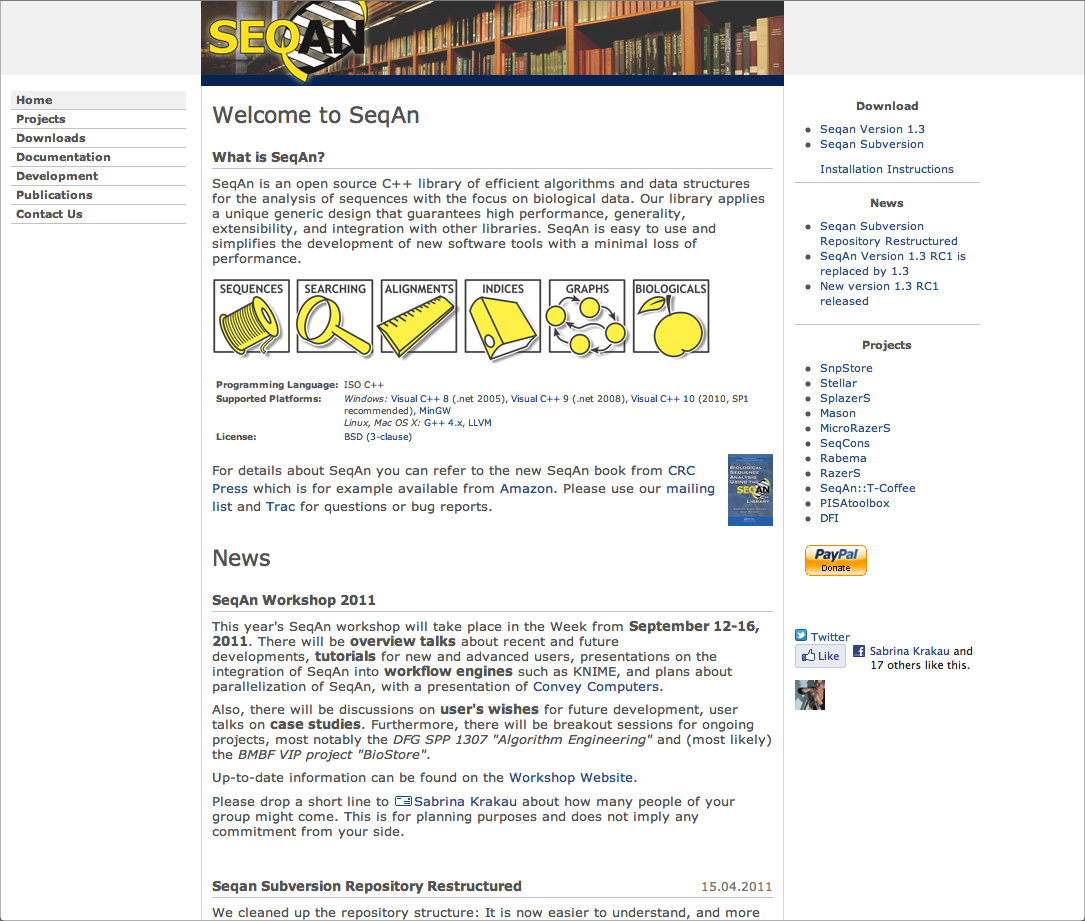 SEQAN
Home
Projects
Downloads
Documentation
Development
Publications
Contact Us
Welcome to SeqAn
What is SeqAn?
SeqAn is an open source C++ library of efficient algorithms and data structures
for the analysis of sequences with the focus on biological data. Our library applies
a unique generic design that guarantees high performance, generality,
extensibility, and integration with other libraries. SeqAn is easy to use and
simplifies the development of new software tools with a minimal loss of
performance.
SEQUENCES
SEARCHING
ALIGNMENTS
INDICES
GRAPHS
BIOLOGICALS
Programming Language: ISO C++
Supported Platforms: Windows: Visual C++ 8 (.net 2005), Visual C++ 9 (.net 2008), Visual C++ 10 (2010, SP1
recommended), MinGW
Linux, Mac OS X: G++ 4.x, LLVM
License: BSD (3-clause)
For details about SeqAn you can refer to the new SeqAn book from CRC
Press which is for example available from Amazon. Please use our mailing
list and Trac for questions or bug reports.
BIOLOGICAL
SEQUENCE
ANALYSIS
USING THE
SEQAN
LIBRARY
News
SeqAn Workshop 2011
This year's SeqAn workshop will take place in the Week from September 12-16,
2011. There will be overview talks about recent and future
developments, tutorials for new and advanced users, presentations on the
integration of SeqAn into workflow engines such as KNIME, and plans about
parallelization of SeqAn, with a presentation of Convey Computers.
Also, there will be discussions on user's wishes for future development, user
talks on case studies. Furthermore, there will be breakout sessions for ongoing
projects, most notably the DFG SPP 1307 "Algorithm Engineering" and (most likely)
the BMBF VIP project "BioStore".
Up-to-date information can be found on the Workshop Website.
Please drop a short line to Sabrina Krakau about how many people of your
group might come. This is for planning purposes and does not imply any
commitment from your side.
Seqan Subversion Repository Restructured 15.04.2011
We cleaned up the repository structure: It is now easier to understand, and more
Download
Seqan Version 1.3
Seqan Subversion
Installation Instructions
News
Seqan Subversion
Repository Restructured
SeqAn Version 1.3 RC1 is
replaced by 1.3
New version 1.3 RC1
released
Projects
SnpStore
Stellar
SplazerS
Mason
MicroRazerS
SeqCons
Rabema
RazerS
SeqAn::T-Coffee
PISAtoolbox
DFI
PayPal
Donate
Twitter
Like
Sabrina Krakau and
17 others like this.